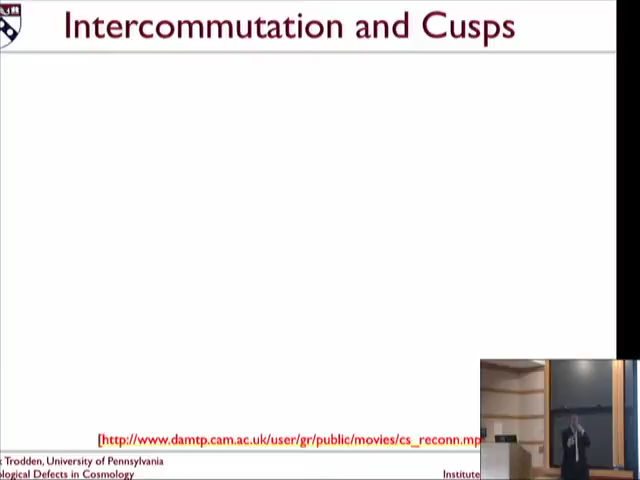 Intercommutation and Cusps
[http://www.damtp.cam.ac.uk/user/gr/public/movies/cs_reconn.mp
Trodden, University of Pennsylvania
ological Defects in Cosmology
Institute